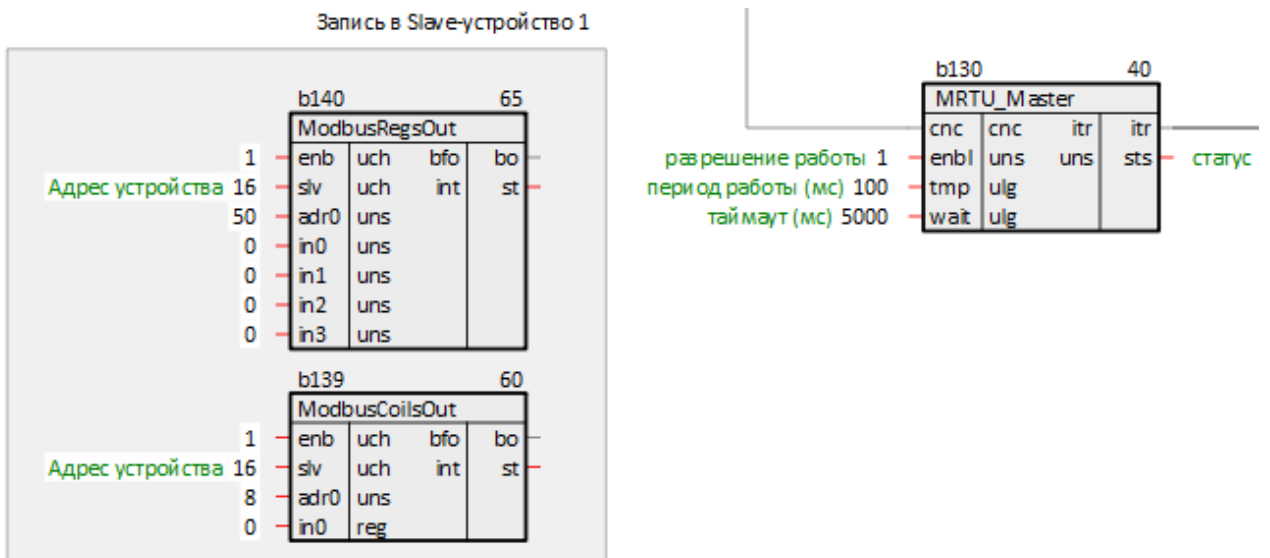 Запись в Slave-устройство 1
b140 65
ModbusRegsOut
1 enb uch bfo bo
Адрес устройства 16 slv uch int st
50 adr0 uns
0 in0 uns
0 in1 uns
0 in2 uns
0 in3 uns
b139 60
ModbusCoilsOut
1 enb uch bfo bo
Адрес устройства 16 slv uch int st
8 adr0 uns
0 in0 reg
b130 40
MRTU_Master
cnc cnc itr itr
разрешение работы 1 enbl uns uns sts статус
период работы (мс) 100 tmp ulg
таймаут (мс) 5000 wait ulg